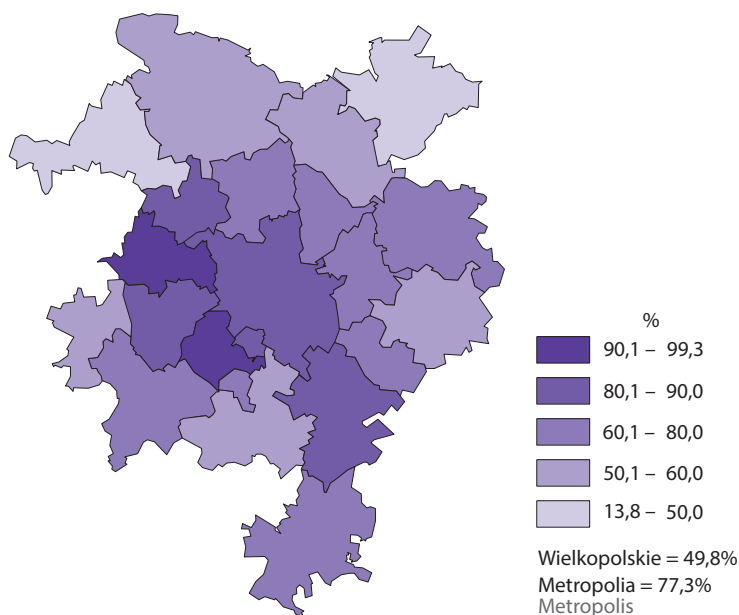 %
90,1 – 99,3
80,1 – 90,0
60,1 – 80,0
50,1 – 60,0
13,8 – 50,0
Wielkopolskie = 49,8%
Metropolia = 77,3%
Metropolis